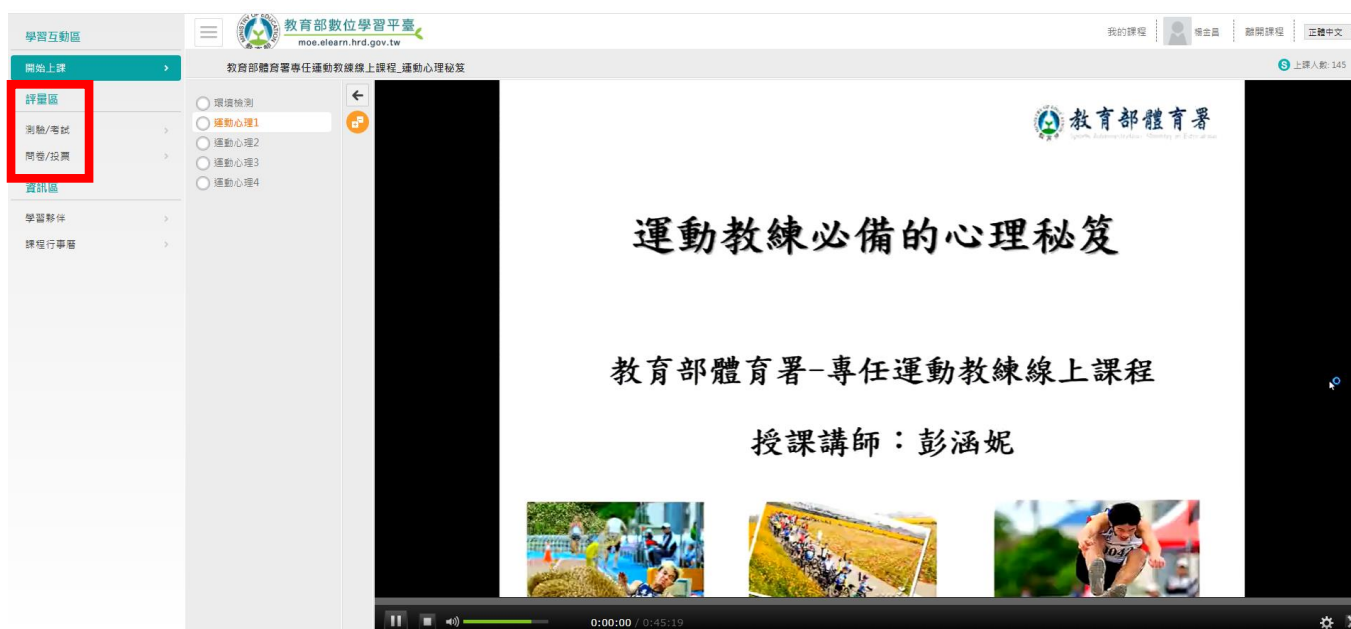 學習互動區
開始上課
評量區
測驗/考試
問卷/投票
資訊區
學習夥伴
課程行事曆
教育部數位學習平臺
moe.elearn.hrd.gov.tw
我的課程
離開課程
正體中文
教育部體育署專任運動教練線上課程_運動心理秘笈
上課人數: 145
環境檢測
運動心理1
運動心理2
運動心理3
運動心理4
教育部體育署
運動教練必備的心理秘笈
教育部體育署-專任運動教練線上課程
授課講師：彭涵妮
0:00:00 / 0:45:19